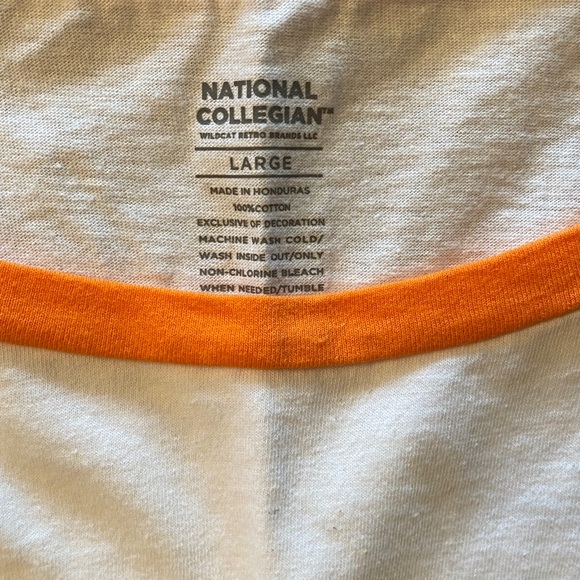 NATIONAL
COLLEGIAN™
WILDCAT RETRO BRANDS LLC
LARGE
MADE IN HONDURAS
100%COTTON
EXCLUSIVE OF DECORATION
MACHINE WASH COLD/
WASH INSIDE OUT/ONLY
NON-CHLORINE BLEACH
WHEN NEEDED/TUMBLE